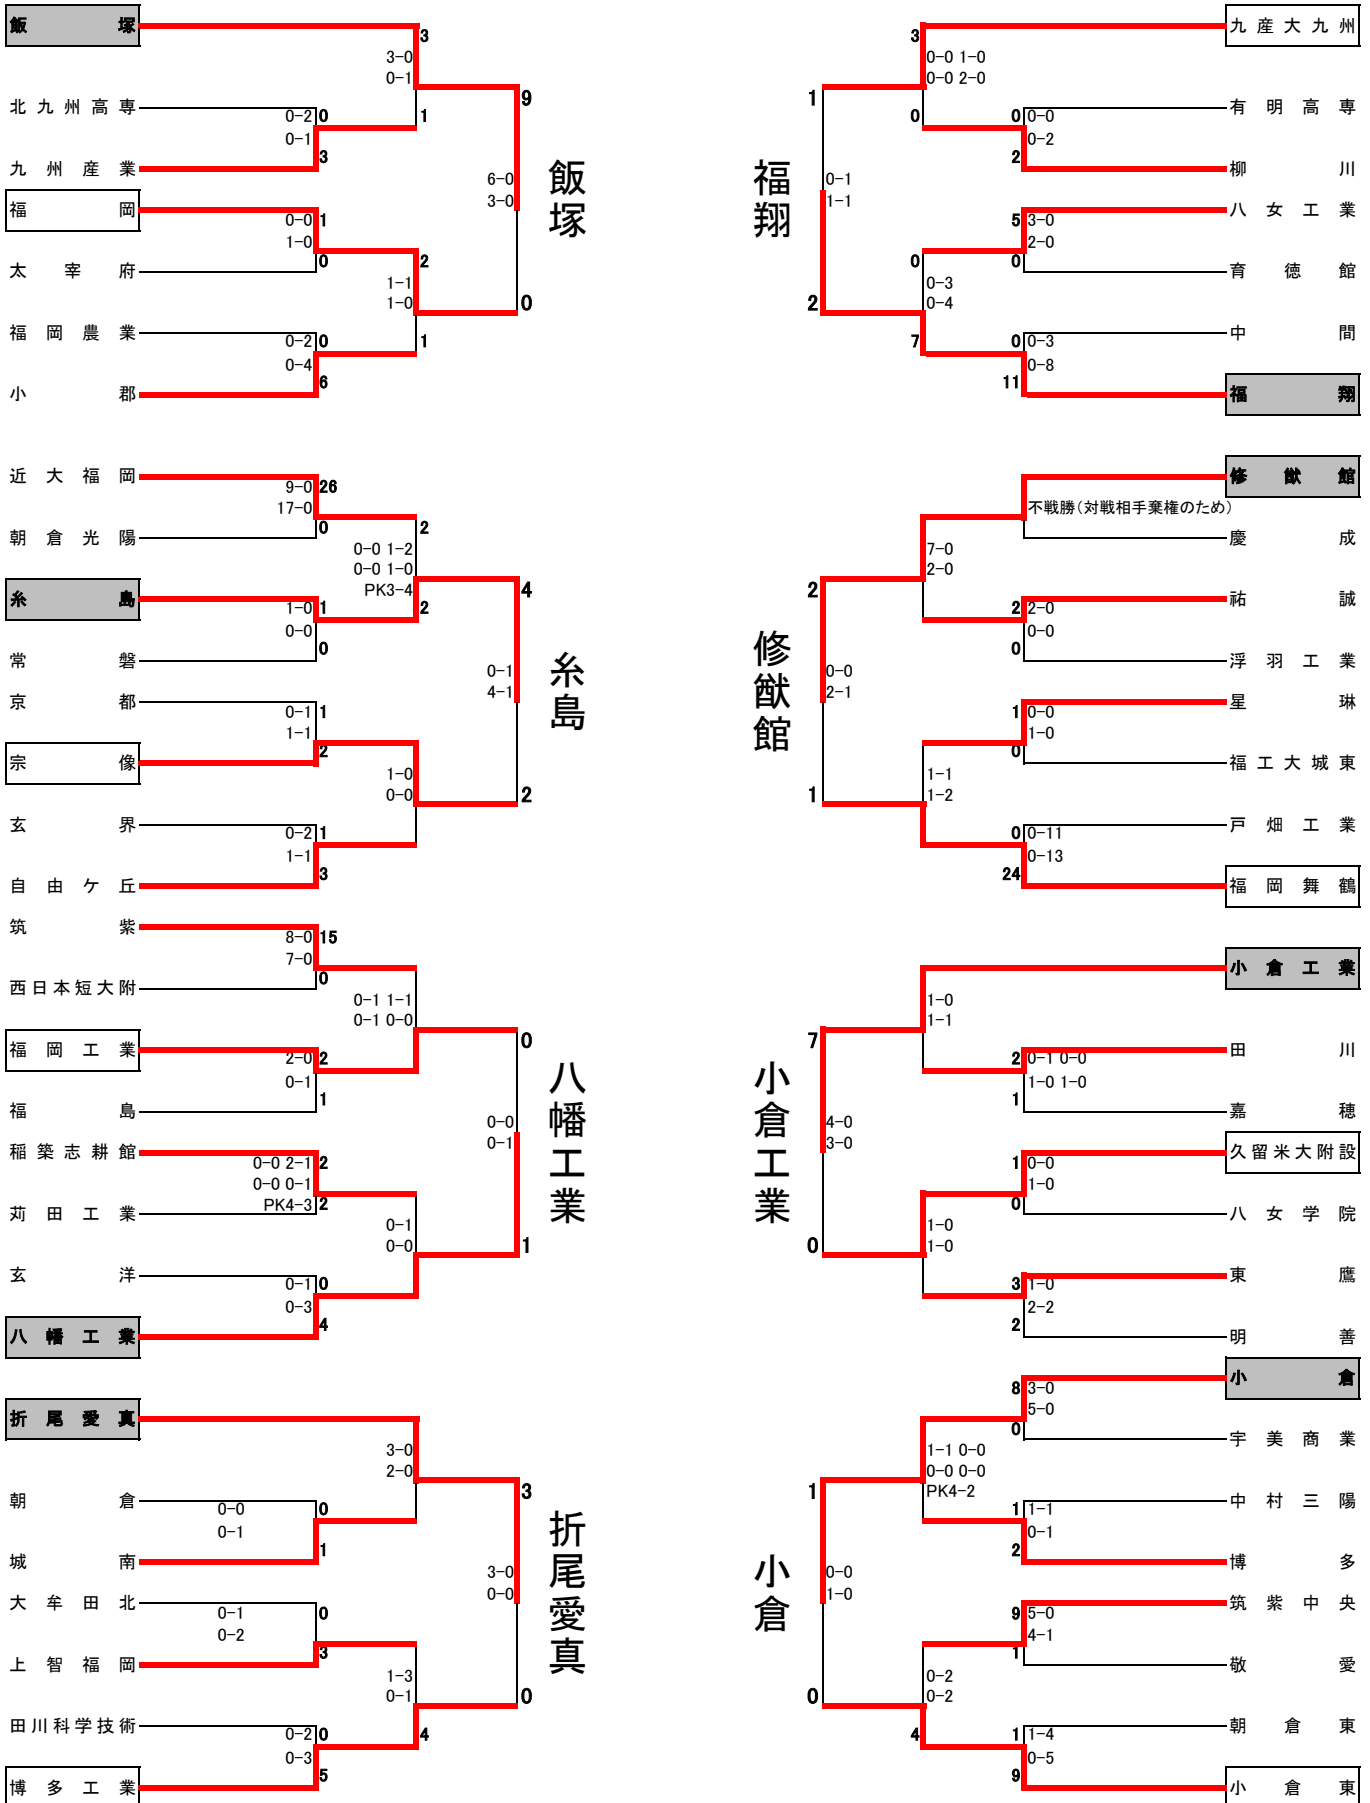 飯塚
3
3-0
0-1
北九州高専
0-2 0
0-1
1
九州産業
3
9
6-0
3-0
飯塚
福岡
0-0 1
1-0
太宰府
0
2
1-1
1-0
0
福岡農業
0-2 0
0-4
1
小郡
6
近大福岡
9-0 26
17-0
朝倉光陽
0
2
0-0 1-2
0-0 1-0
PK3-4
糸島
1-0 1
0-0
2
常磐
0
4
0-1
4-1
糸島
京都
0-1 1
1-1
宗像
2
1-0
0-0
2
玄界
0-2 1
1-1
自由ケ丘
3
筑紫
8-0 15
7-0
西日本短大附
0
0-1 1-1
0-1 0-0
福岡工業
2-0 2
0-1
福島
1
0
0-0
0-1
八幡工業
稲築志耕館
0-0 2-1 2
0-0 0-1
PK4-3 2
苅田工業
0-1
0-0
1
玄洋
0-1 0
0-3
八幡工業
4
折尾愛真
3-0
2-0
朝倉
0-0 0
0-1
城南
1
3
3-0
0-0
折尾愛真
大牟田北
0-1 0
0-2
上智福岡
3
1-3
0-1
0
田川科学技術
0-2 0
0-3
4
博多工業
5
九産大九州
3
0-0 1-0
0-0 2-0
有明高専
0 0-0
0-2
0
柳川
2
1
0-1
1-1
福翔
八女工業
5 3-0
2-0
育徳館
0
0
0-3
0-4
2
中間
0 0-3
0-8
7
福翔
11
修猷館
不戦勝(対戦相手棄権のため)
慶成
7-0
2-0
祐誠
2 2-0
0-0
浮羽工業
0
2
0-0
2-1
修猷館
星琳
1 0-0
1-0
福工大城東
0
1-1
1-2
1
戸畑工業
0 0-11
0-13
福岡舞鶴
24
小倉工業
1-0
1-1
田川
2 0-1 0-0
1-0 1-0
嘉穂
1
7
4-0
3-0
小倉工業
久留米大附設
1 0-0
1-0
八女学院
0
1-0
1-0
0
東鷹
3 1-0
2-2
明善
2
小倉
8 3-0
5-0
宇美商業
0
1-1 0-0
0-0 0-0
PK4-2
中村三陽
1 1-1
0-1
博多
2
1
0-0
1-0
小倉
筑紫中央
9 5-0
4-1
敬愛
1
0-2
0-2
0
朝倉東
1 1-4
0-5
4
小倉東
9